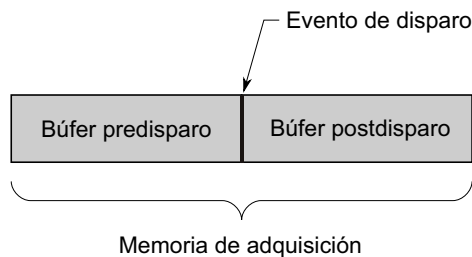 Evento de disparo
Búfer predisparo
Búfer postdisparo
Memoria de adquisición